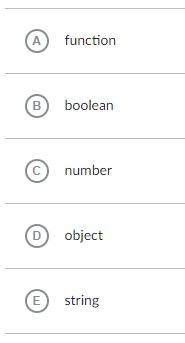 A function
B boolean
C number
D object
E string